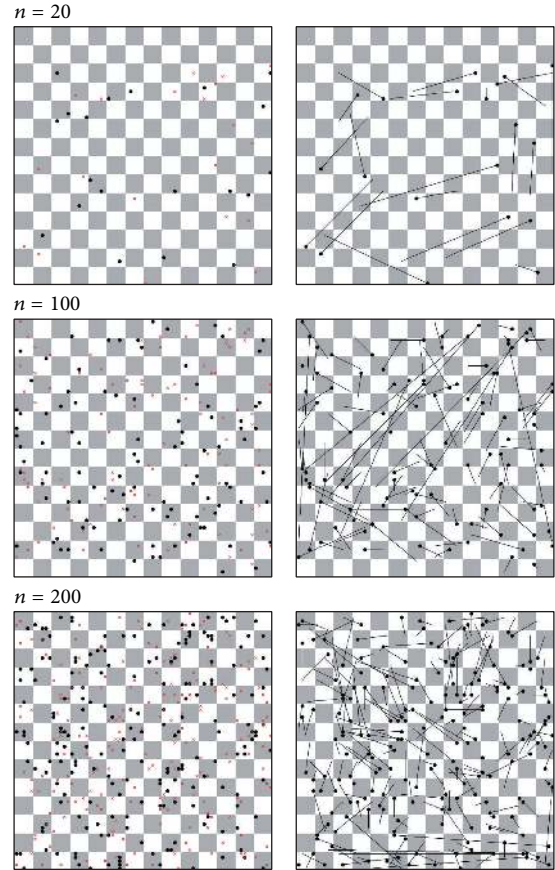 n = 20
n = 100
n = 200